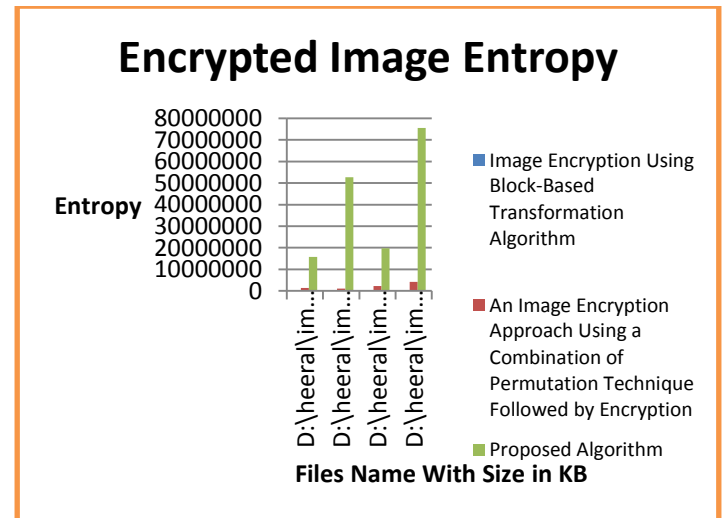 Encrypted Image Entropy
80000000
70000000
60000000
50000000
40000000
30000000
20000000
10000000
0
Entropy
D:\heeral\im...
D:\heeral\im...
D:\heeral\im...
D:\heeral\im...
Files Name With Size in KB
Image Encryption Using
Block-Based
Transformation
Algorithm
An Image Encryption
Approach Using a
Combination of
Permutation Technique
Followed by Encryption
Proposed Algorithm